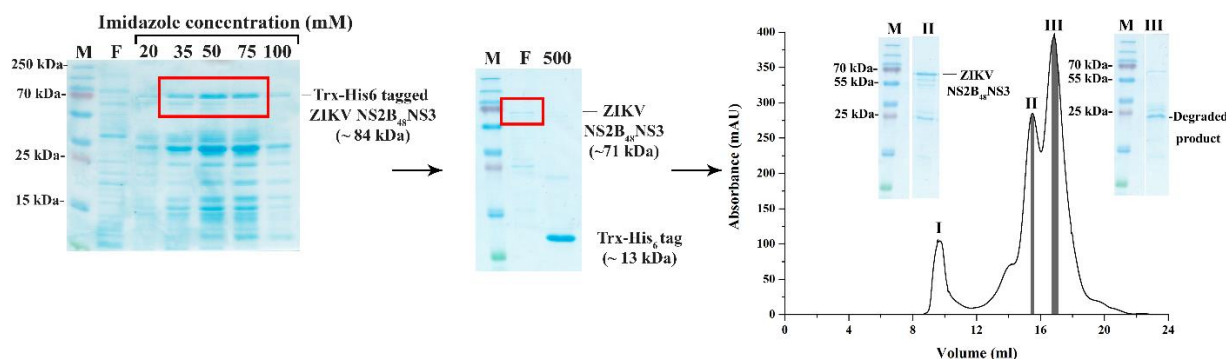 Imidazole concentration (mM)
M F 20 35 50 75 100
250 kDa-
70 kDa-
25 kDa-
15 kDa-
Trx-His6 tagged
ZIKV NS2B48NS3
(~ 84 kDa)
M F 500
ZIKV
NS2B48NS3
(~71 kDa)
Trx-His6 tag
(~ 13 kDa)
Absorbance (mAU)
400
350
300
250
200
150
100
50
0
0 4 8 12 16 20 24
Volume (ml)
I
II
III
M II
70 kDa-
55 kDa-
25 kDa-
ZIKV
NS2B48NS3
M III
70 kDa-
55 kDa-
25 kDa-
-Degraded
product